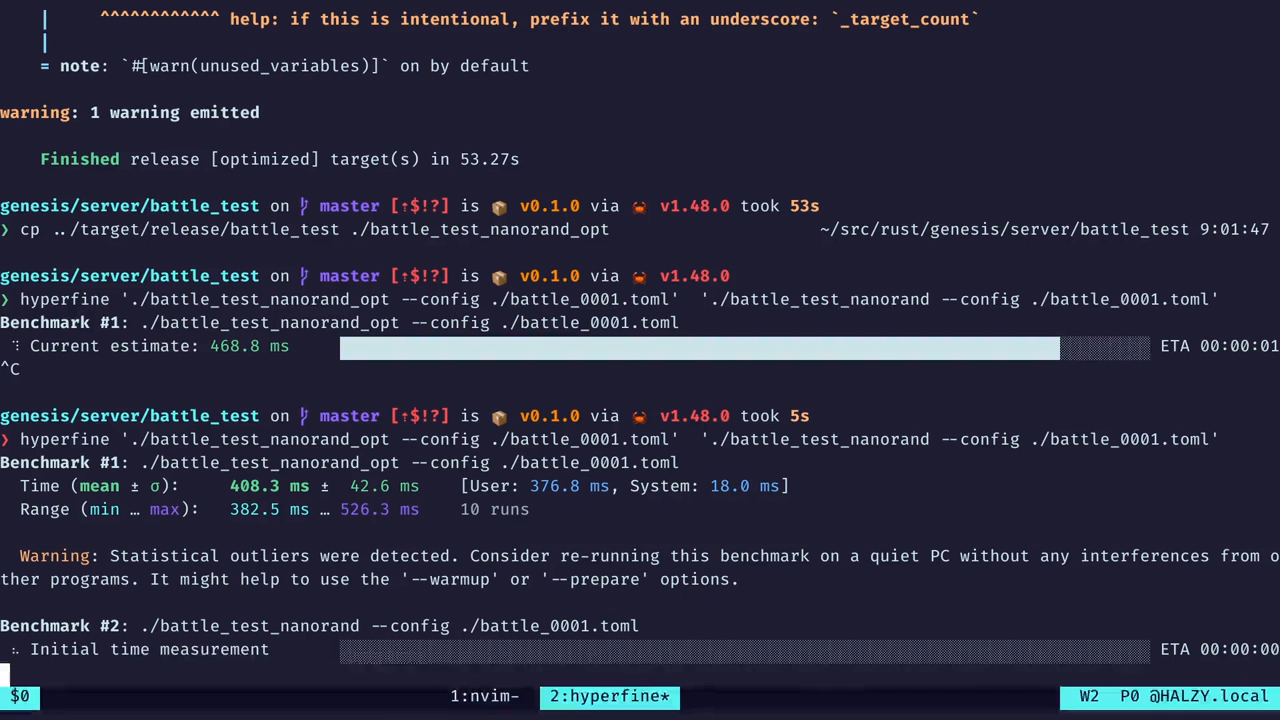 |     ^^^^^^^^^^^^ help: if this is intentional, prefix it with an underscore: `_target_count`
|
= note: `#[warn(unused_variables)]` on by default
warning: 1 warning emitted
Finished release [optimized] target(s) in 53.27s
genesis/server/battle_test on master [↑$!?] is 📦 v0.1.0 via 🦀 v1.48.0 took 53s
❯ cp ../target/release/battle_test ./battle_test_nanorand_opt ~/src/rust/genesis/server/battle_test 9:01:47
genesis/server/battle_test on master [↑$!?] is 📦 v0.1.0 via 🦀 v1.48.0
❯ hyperfine './battle_test_nanorand_opt --config ./battle_0001.toml'  './battle_test_nanorand --config ./battle_0001.toml'
Benchmark #1: ./battle_test_nanorand_opt --config ./battle_0001.toml
Current estimate: 468.8 ms ETA 00:00:01
^C
genesis/server/battle_test on master [↑$!?] is 📦 v0.1.0 via 🦀 v1.48.0 took 5s
❯ hyperfine './battle_test_nanorand_opt --config ./battle_0001.toml'  './battle_test_nanorand --config ./battle_0001.toml'
Benchmark #1: ./battle_test_nanorand_opt --config ./battle_0001.toml
Time (mean ± σ): 408.3 ms ± 42.6 ms [User: 376.8 ms, System: 18.0 ms]
Range (min … max): 382.5 ms … 526.3 ms 10 runs
Warning: Statistical outliers were detected. Consider re-running this benchmark on a quiet PC without any interferences from o
ther programs. It might help to use the '--warmup' or '--prepare' options.
Benchmark #2: ./battle_test_nanorand --config ./battle_0001.toml
Initial time measurement ETA 00:00:00
$0 1:nvim- 2:hyperfine* W2 P0 @HALZY.local